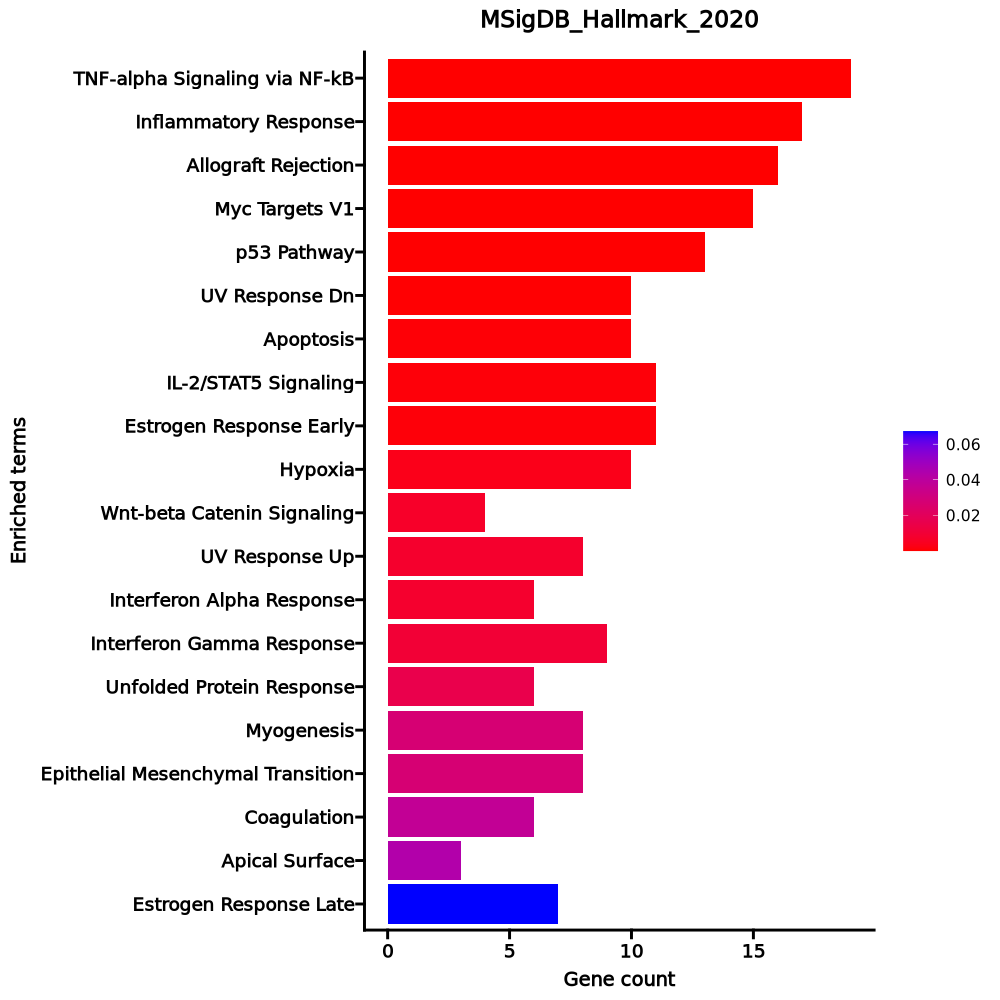 MSigDB_Hallmark_2020
TNF-alpha Signaling via NF-kB
Inflammatory Response
Allograft Rejection
Myc Targets V1
p53 Pathway
UV Response Dn
Apoptosis
IL-2/STAT5 Signaling
Estrogen Response Early
Hypoxia
Wnt-beta Catenin Signaling
UV Response Up
Interferon Alpha Response
Interferon Gamma Response
Unfolded Protein Response
Myogenesis
Epithelial Mesenchymal Transition
Coagulation
Apical Surface
Estrogen Response Late
Enriched terms
0 5 10 15
Gene count
0.06
0.04
0.02